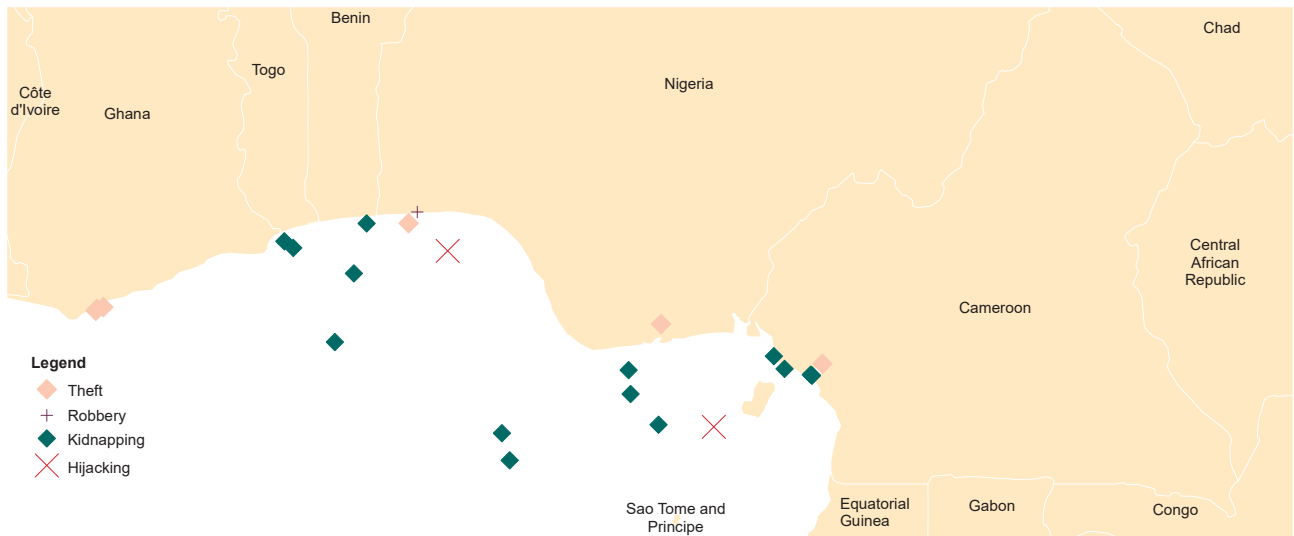 Benin
Chad
Togo
Nigeria
Côte
d'Ivoire
Ghana
Central
African
Republic
Cameroon
Legend
Theft
Robbery
Kidnapping
Hijacking
Sao Tome and
Principe
Equatorial
Guinea
Gabon
Congo